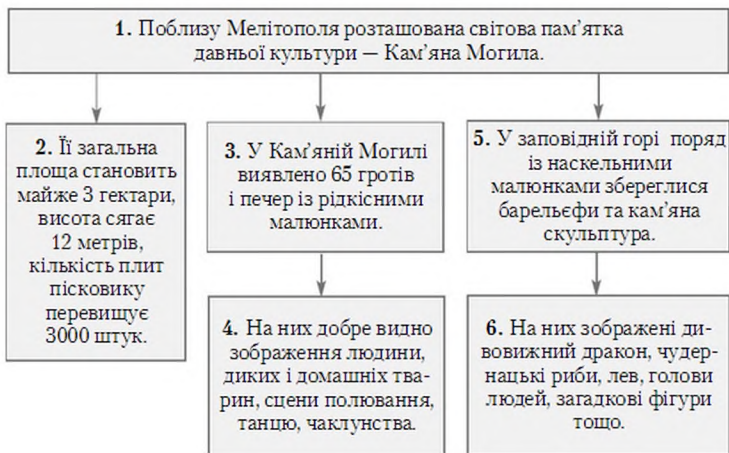 1. Поблизу Мелітополя розташована світова пам’ятка
давньої культури — Кам’яна Могила.
2. Її загальна
площа становить
майже 3 гектари,
висота сягає
12 метрів,
кількість плит
пісковику
перевищує
3000 штук.
3. У Кам’яній Могилі
виявлено 65 гротів
і печер із рідкісними
малюнками.
4. На них добре видно
зображення людини,
диких і домашніх тва-
рин, сцени полювання,
танцю, чаклунства.
5. У заповідній горі поряд
із наскельними
малюнками збереглися
барельєфи та кам’яна
скульптура.
6. На них зображені ди-
вовижний дракон, чудер-
нацькі риби, лев, голови
людей, загадкові фігури
тощо.